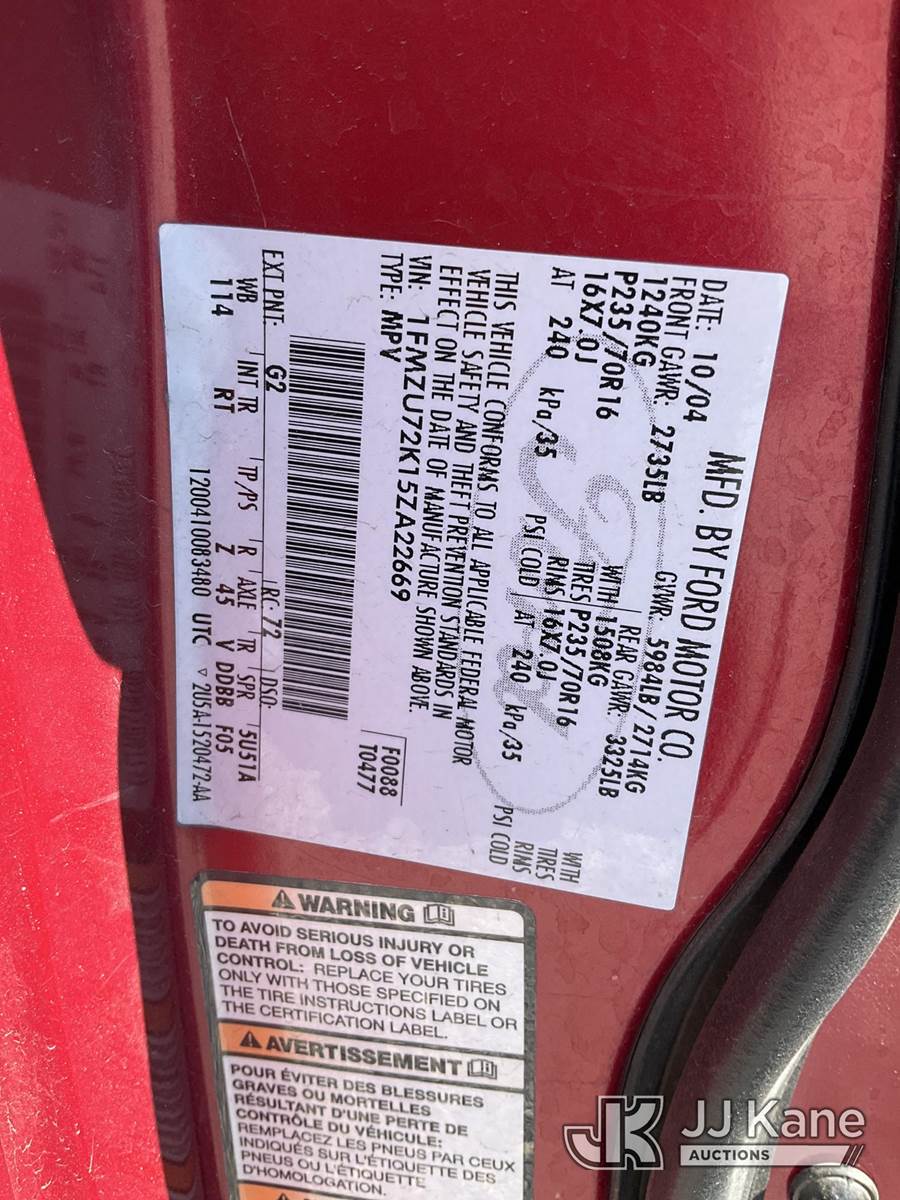 MFD. BY FORD MOTOR CO.
DATE: 10/04 GVWR: 5984LB/2714KG
FRONT GAWR: 2735LB REAR GAWR: 3325LB
1240KG WITH 1508KG WITH
P235/70R16 TIRES P235/70R16 TIRES
16X7.0J RIMS 16X7.0J RIMS
AT 240 kPa/35 PSI COLD AT 240 kPa/35 PSI COLD
THIS VEHICLE CONFORMS TO ALL APPLICABLE FEDERAL MOTOR
VEHICLE SAFETY AND THEFT PREVENTION STANDARDS IN
EFFECT ON THE DATE OF MANUFACTURE SHOWN ABOVE.
VIN: 1FMZU72K15ZA22669 F0088
TYPE: MPV T0477
EXT PNT: G2 RC: 72 DSO:
WB INT TR TP/PS R AXLE TR SPR 5U51A
114 RT Z 45 V DDBB F05
1200410083480 UTC ▽ 2U5A-1520472-AA
WARNING
TO AVOID SERIOUS INJURY OR
DEATH FROM LOSS OF VEHICLE
CONTROL: REPLACE YOUR TIRES
ONLY WITH THOSE SPECIFIED ON
THE TIRE INSTRUCTIONS LABEL OR
THE CERTIFICATION LABEL.
AVERTISSEMENT
POUR ÉVITER DES BLESSURES
GRAVES OU MORTELLES
RÉSULTANT D'UNE PERTE DE
CONTRÔLE DU VÉHICULE:
REMPLACEZ LES PNEUS PAR CEUX
INDIQUÉS SUR L'ÉTIQUETTE DES
PNEUS OU L'ÉTIQUETTE
D'HOMOLOGATION.
JK JJ Kane
AUCTIONS